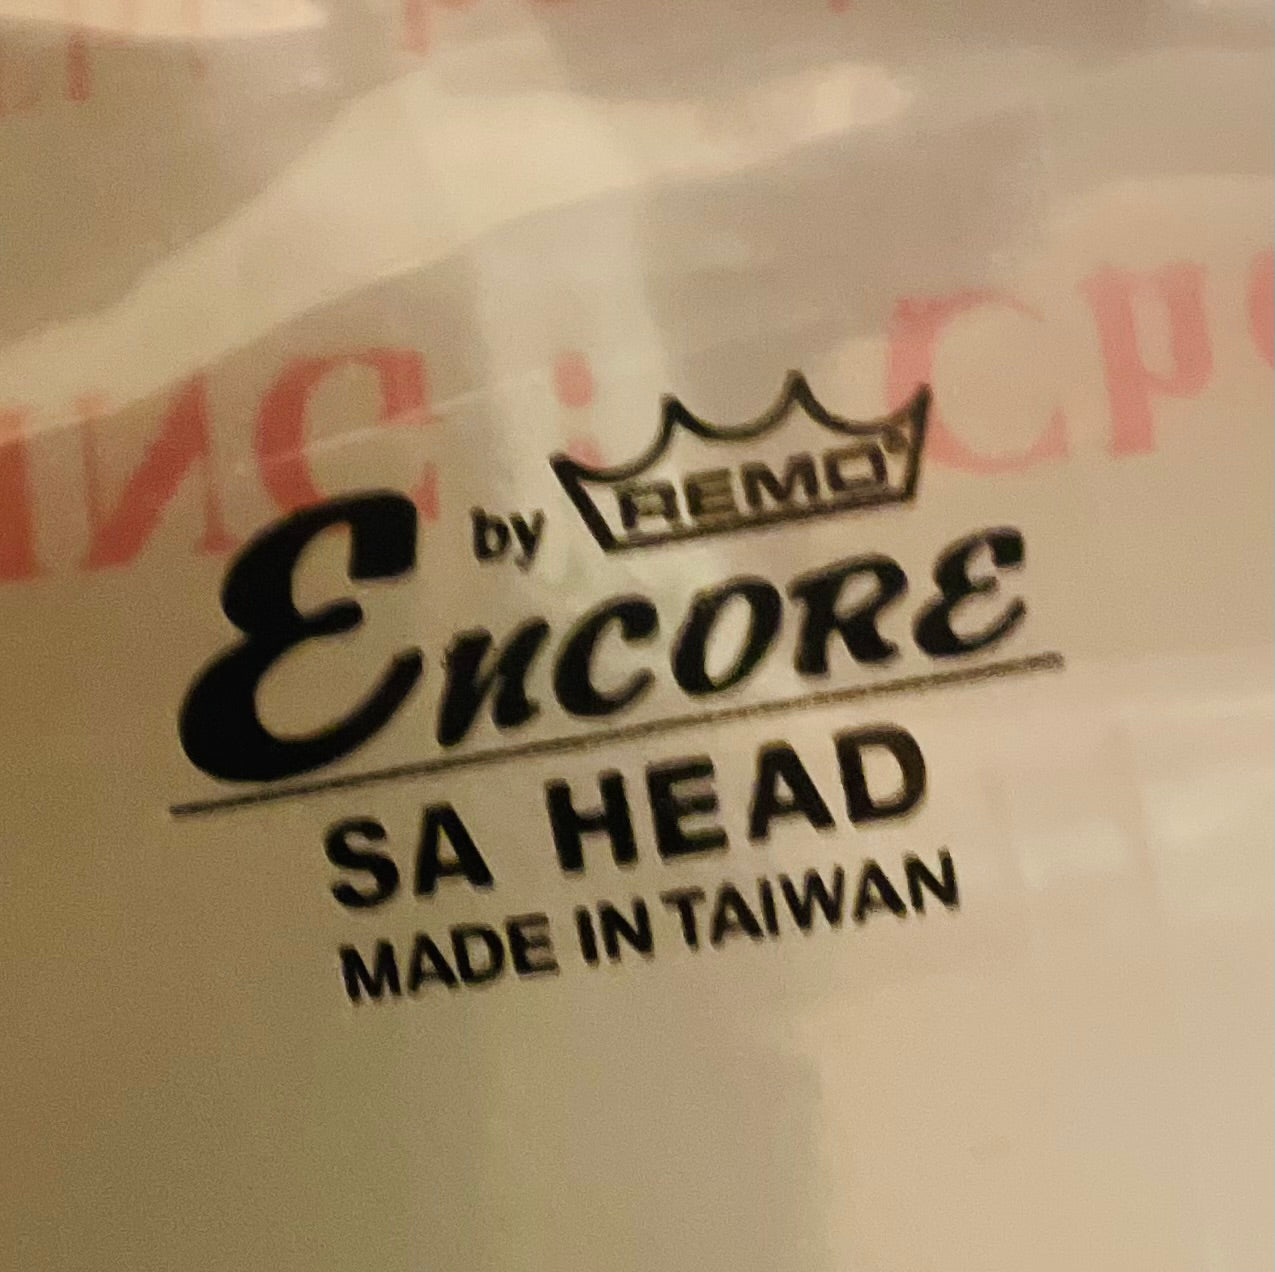 by REMO®
ENCORE
SA HEAD
MADE IN TAIWAN